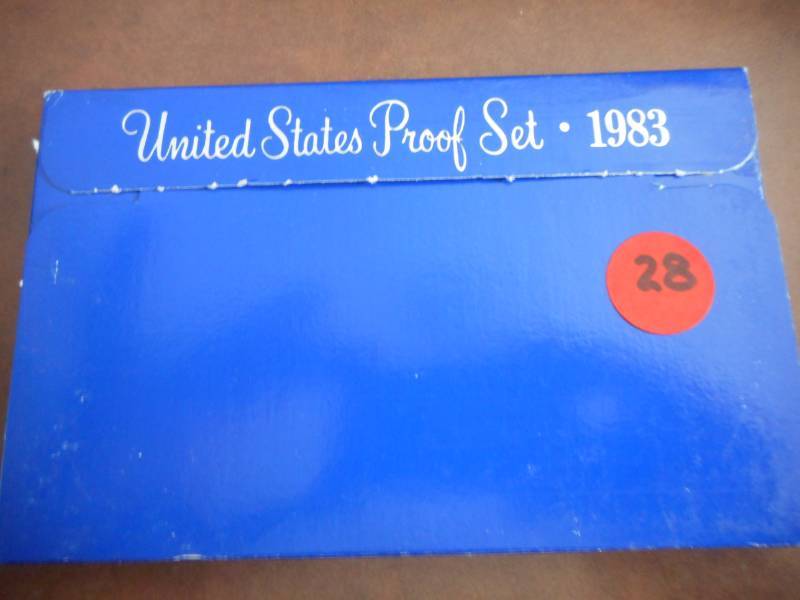 United States Proof Set • 1983
28